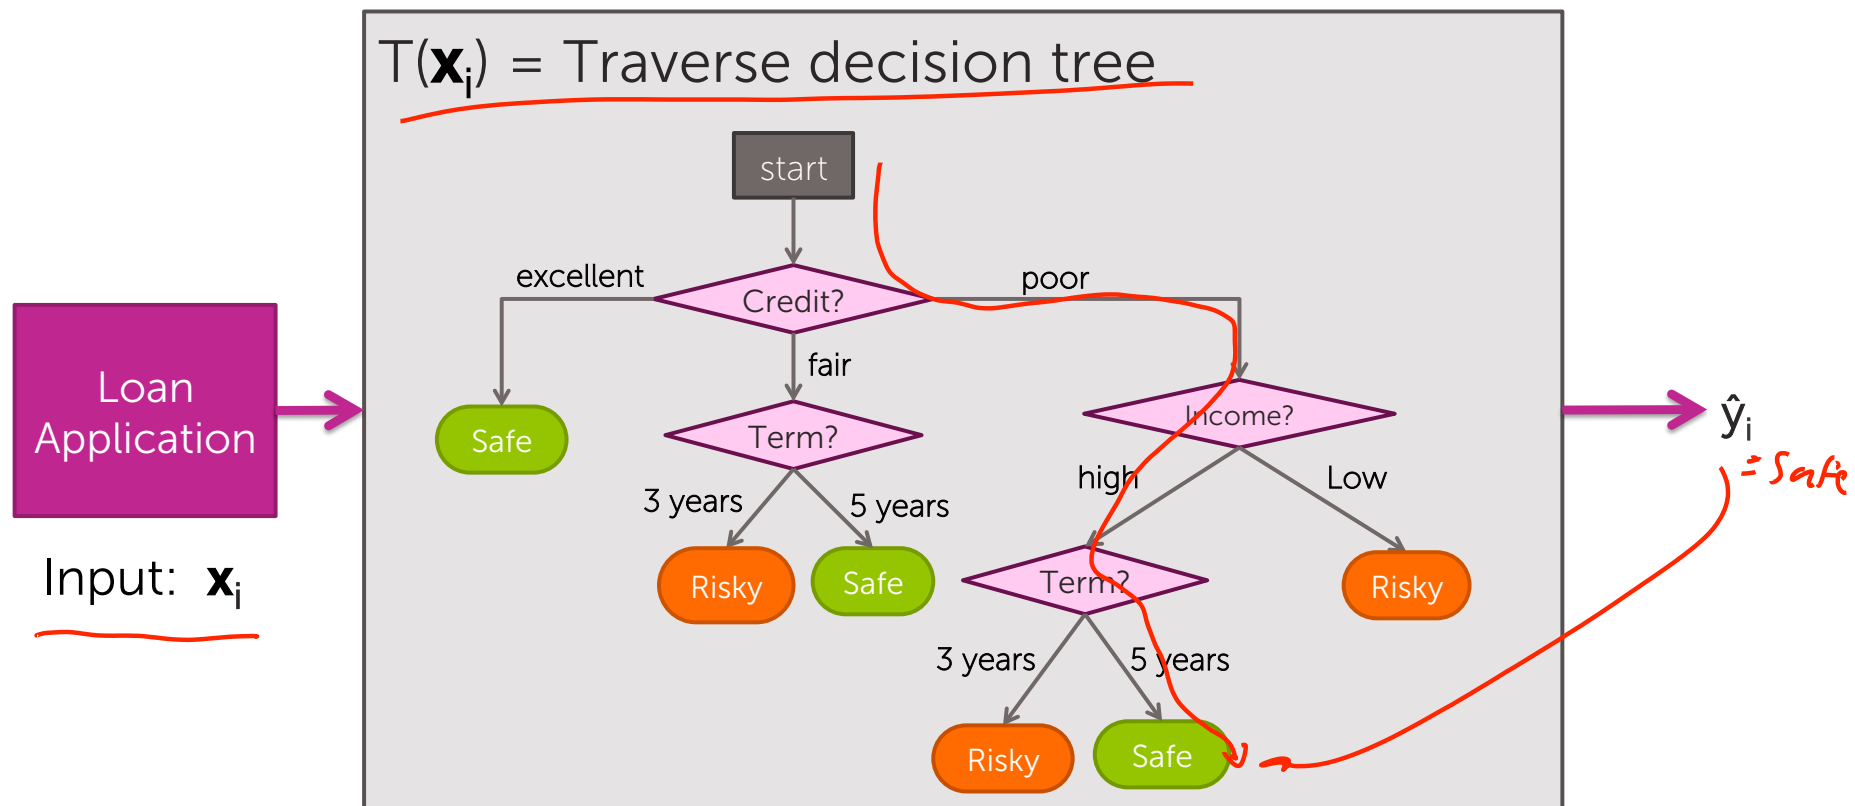 T(xᵢ) = Traverse decision tree
start
excellent
Credit?
poor
fair
Loan
Application
Safe
Term?
Income?
ŷᵢ
= Safe
3 years
5 years
high
Low
Input: xᵢ
Risky
Safe
Term?
Risky
3 years
5 years
Risky
Safe